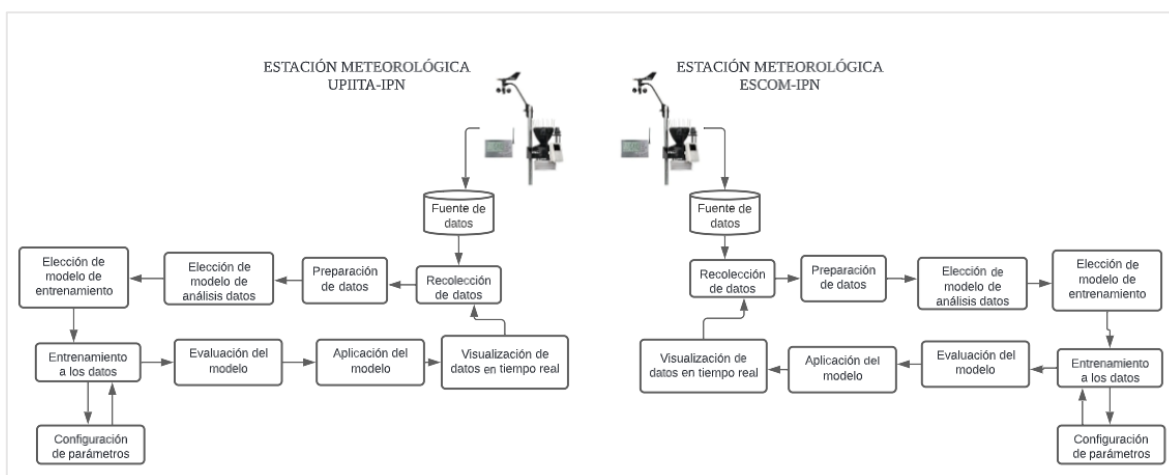 ESTACIÓN METEOROLÓGICA
UPIITA-IPN
Fuente de
datos
Recolección
de datos
Preparación
de datos
Elección de
modelo de
análisis datos
Elección de
modelo de
entrenamiento
Entrenamiento
a los datos
Configuración
de parámetros
Evaluación del
modelo
Aplicación del
modelo
Visualización de
datos en tiempo real
ESTACIÓN METEOROLÓGICA
ESCOM-IPN
Fuente de
datos
Recolección
de datos
Preparación
de datos
Elección de
modelo de
análisis datos
Elección de
modelo de
entrenamiento
Entrenamiento
a los datos
Configuración
de parámetros
Evaluación del
modelo
Aplicación del
modelo
Visualización de
datos en tiempo real